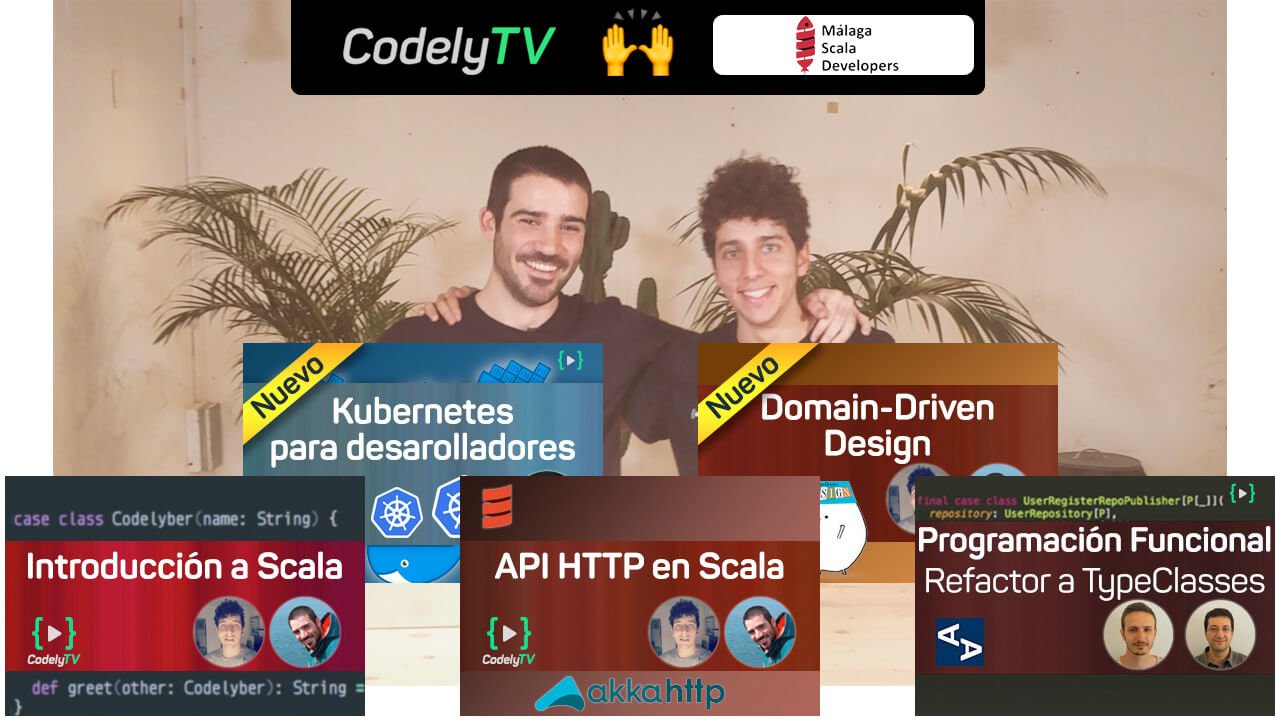 CodelyTV
Málaga
Scala
Developers
Nuevo
Kubernetes
para desarolladores
Nuevo
Domain-Driven
Design
case class Codelyber(name: String) {
Introducción a Scala
CodelyTV
def greet(other: Codelyber): String =
}
API HTTP en Scala
CodelyTV
akkahttp
final case class UserRegisterRepoPublisher[P[_]](
repository: UserRepository[P],
Programación Funcional
Refactor a TypeClasses